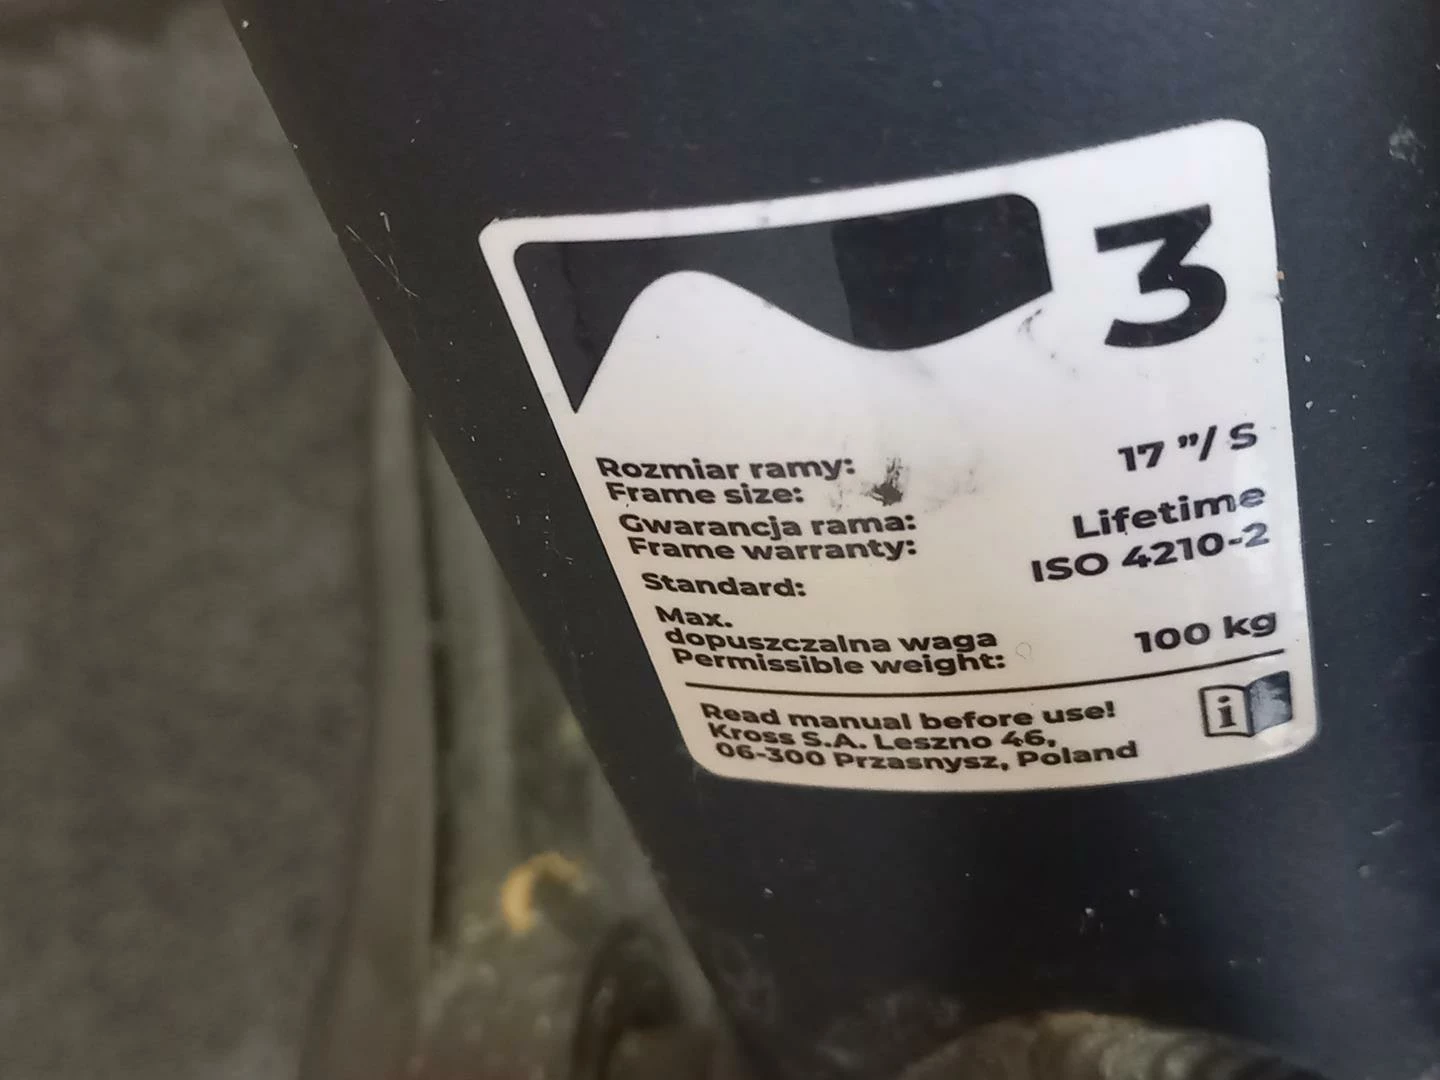 3
Rozmiar ramy:
Frame size:
17 ”/ S
Gwarancja rama:
Frame warranty:
Lifetime
Standard:
ISO 4210-2
Max.
dopuszczalna waga
Permissible weight:
100 kg
Read manual before use!
Kross S.A. Leszno 46,
06-300 Przasnysz, Poland
i